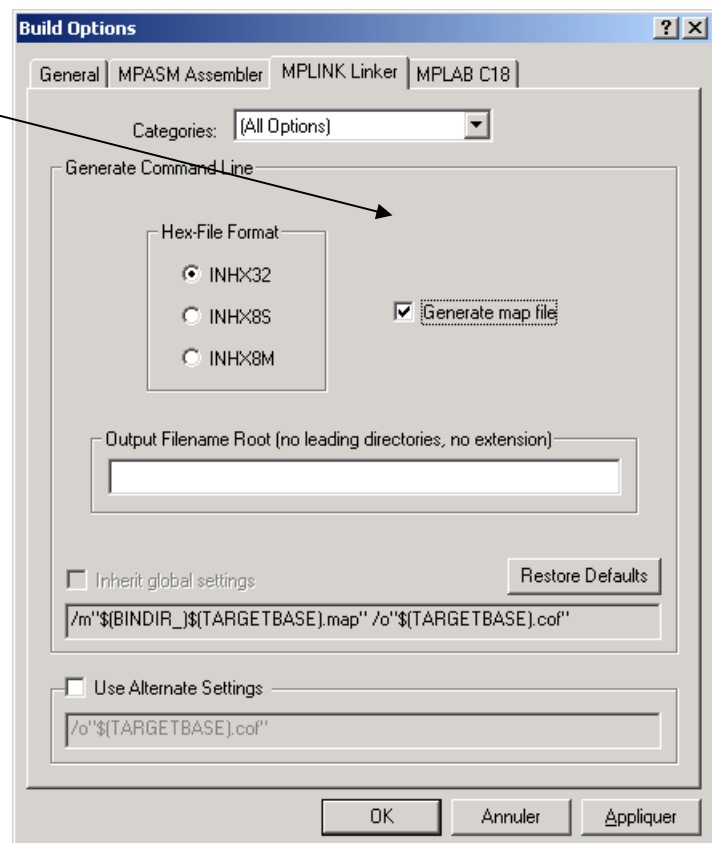 Build Options
General MPASM Assembler MPLINK Linker MPLAB C18
Categories: (All Options)
Generate Command Line
Hex-File Format
INHX32
INHX8S
Generate map file
INHX8M
Output Filename Root (no leading directories, no extension)
Inherit global settings Restore Defaults
/m"$(BINDIR_)$(TARGETBASE).map" /o"$(TARGETBASE).cof"
Use Alternate Settings
/o"$(TARGETBASE).cof"
OK Annuler Appliquer